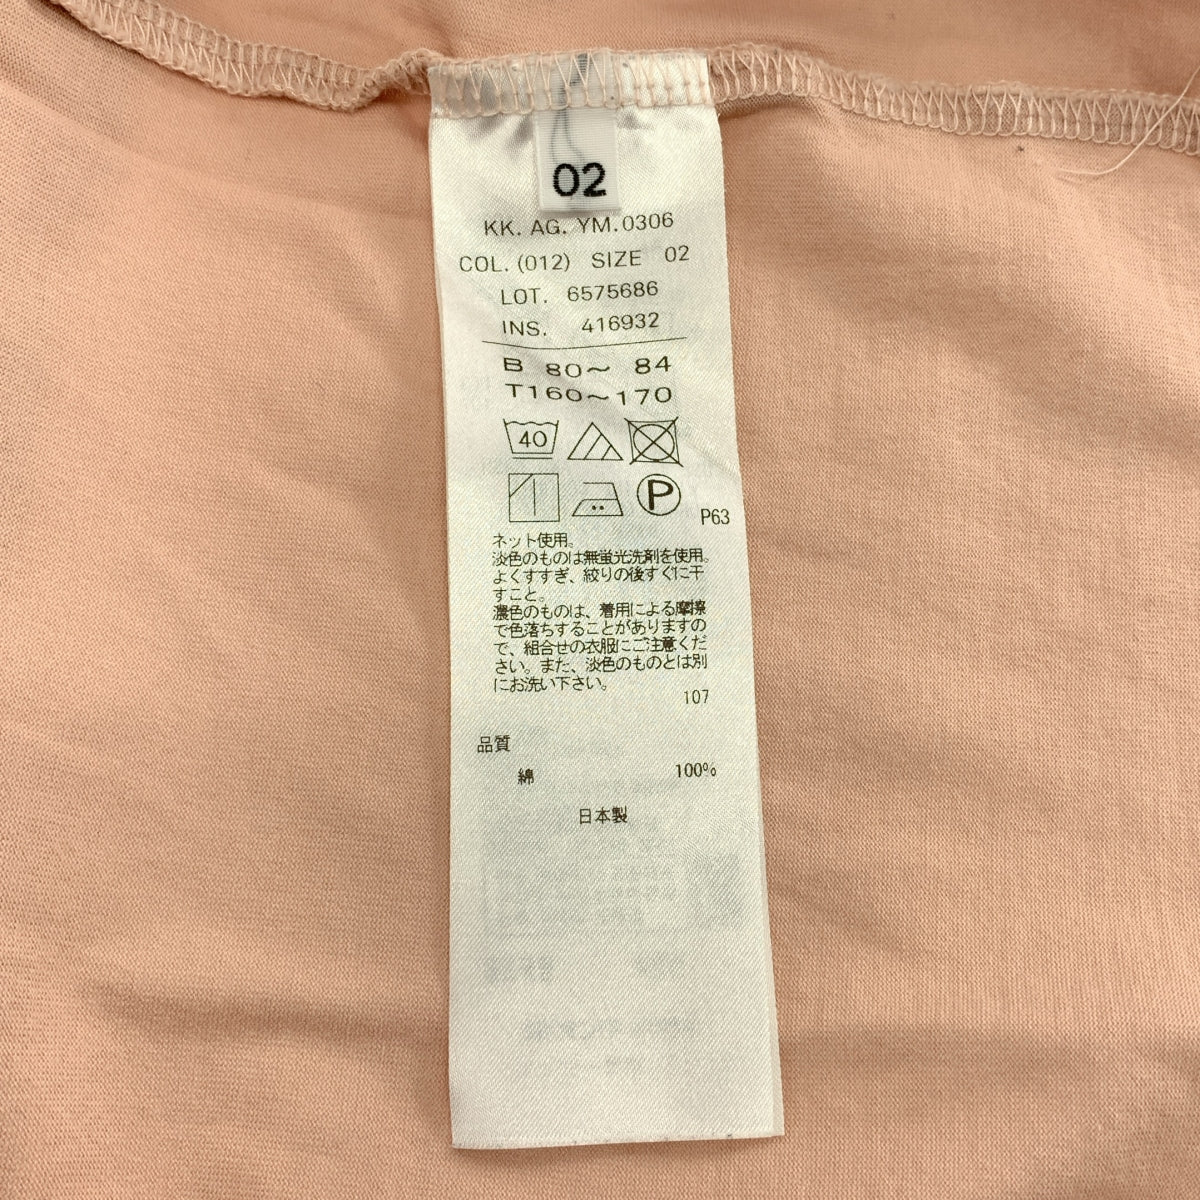 02
KK. AG. YM.0306
COL. (012) SIZE 02
LOT. 6575686
INS. 416932
B 80～ 84
T160～170
40
P
P63
ネット使用。
淡色のものは無蛍光洗剤を使用。
よくすすぎ、絞りの後すぐに干
すこと。
濃色のものは、着用による摩擦
で色落ちすることがありますの
で、組合せの衣服にご注意くだ
さい。また、淡色のものとは別
にお洗い下さい。
107
品質
綿 100%
日本製